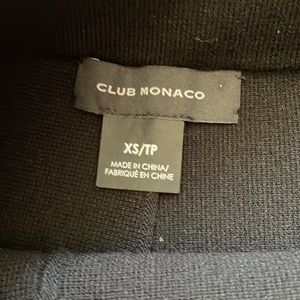 CLUB MONACO
XS/TP
MADE IN CHINA/
FABRIQUÉ EN CHINE